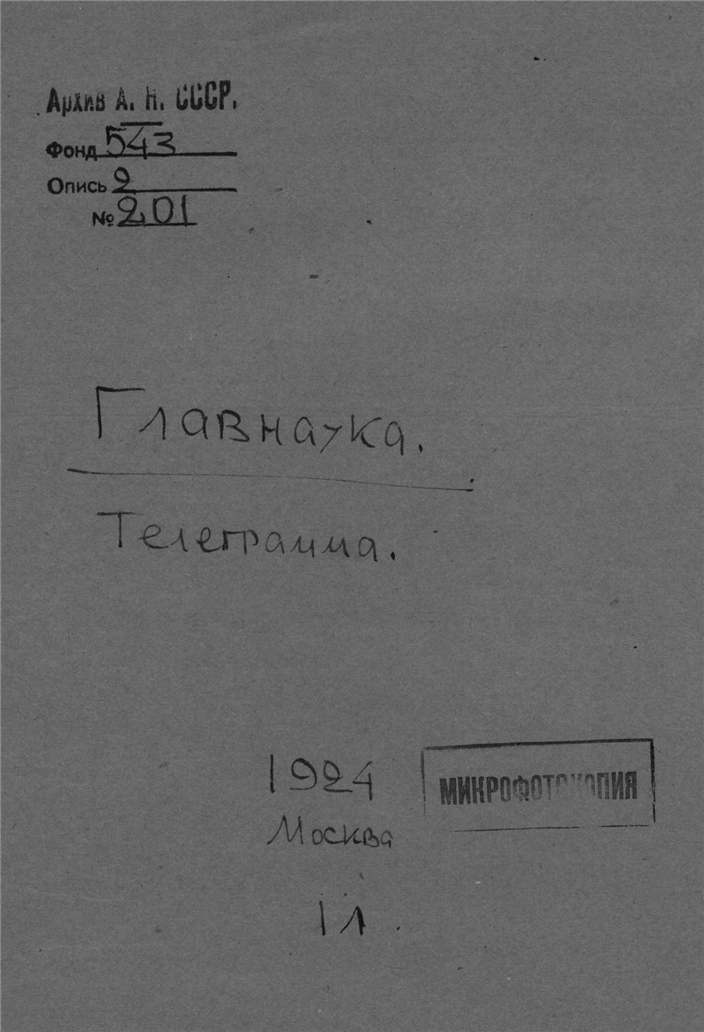 Архив А. Н. СССР.
Фонд 543
Опись 2
№ 201
Главнаука.
Телеграмма.
1924
МИКРОФОТОКОПИЯ
Москва
1 л.